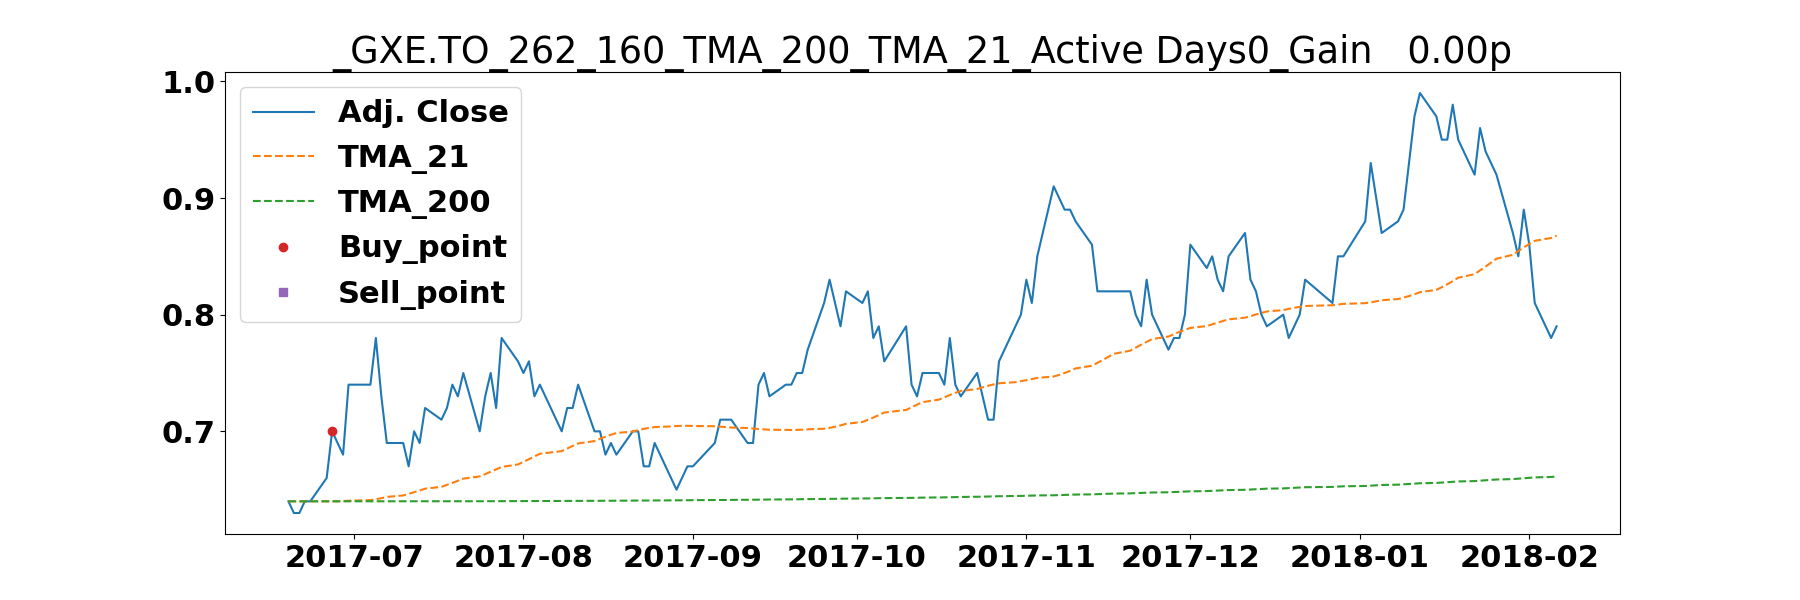 _GXE.TO_262_160_TMA_200_TMA_21_Active Days0_Gain   0.00p
1.0
0.9
0.8
0.7
Adj. Close
TMA_21
TMA_200
Buy_point
Sell_point
2017-07 2017-08 2017-09 2017-10 2017-11 2017-12 2018-01 2018-02